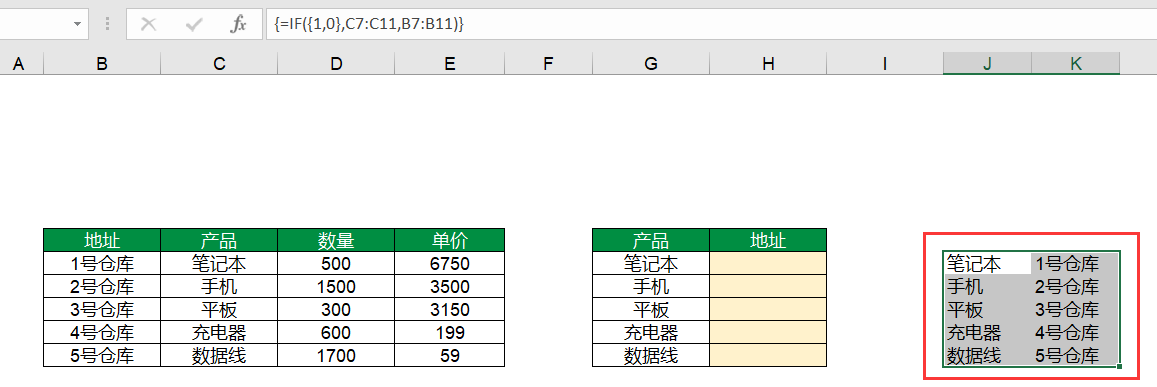 fx {=IF({1,0},C7:C11,B7:B11)}
A B C D E F G H I J K
地址 产品 数量 单价 产品 地址
1号仓库 笔记本 500 6750 笔记本 笔记本 1号仓库
2号仓库 手机 1500 3500 手机 手机 2号仓库
3号仓库 平板 300 3150 平板 平板 3号仓库
4号仓库 充电器 600 199 充电器 充电器 4号仓库
5号仓库 数据线 1700 59 数据线 数据线 5号仓库